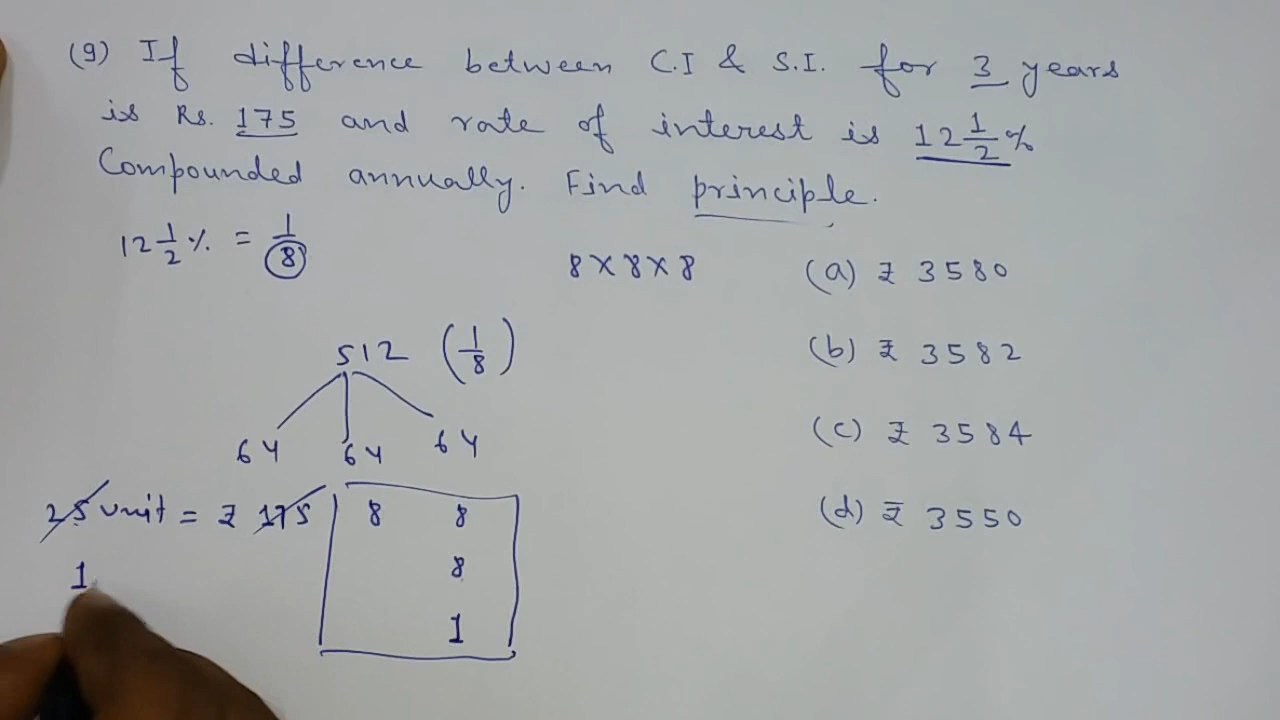 (9) If difference between C.I & S.I. for 3 years
is Rs. 175 and rate of interest is 12 1/2 %
Compounded annually. Find principle.
12 1/2 % = 1/8
8 × 8 × 8
(a) ₹ 3580
512 (1/8)
(b) ₹ 3582
64 64 64
(c) ₹ 3584
25 unit = ₹ 175
8 8
(d) ₹ 3550
8
1
1